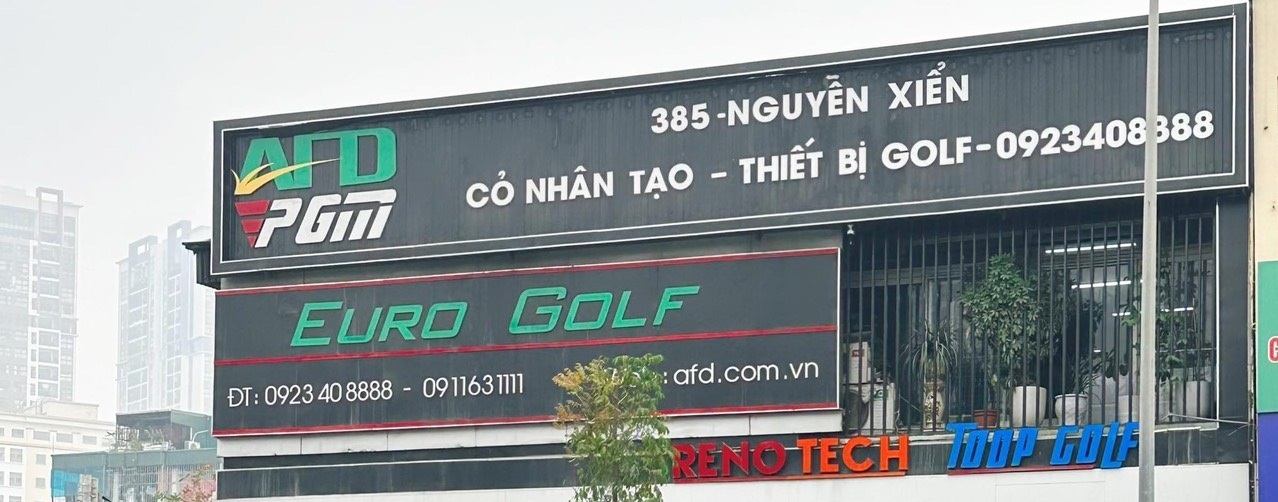 AFD
PGM
385-NGUYỄN XIỂN
CỎ NHÂN TẠO - THIẾT BỊ GOLF-0923408888
EURO GOLF
ĐT: 0923 40 8888 - 0911631111
: afd.com.vn
RENO TECH
TOOP GOLF